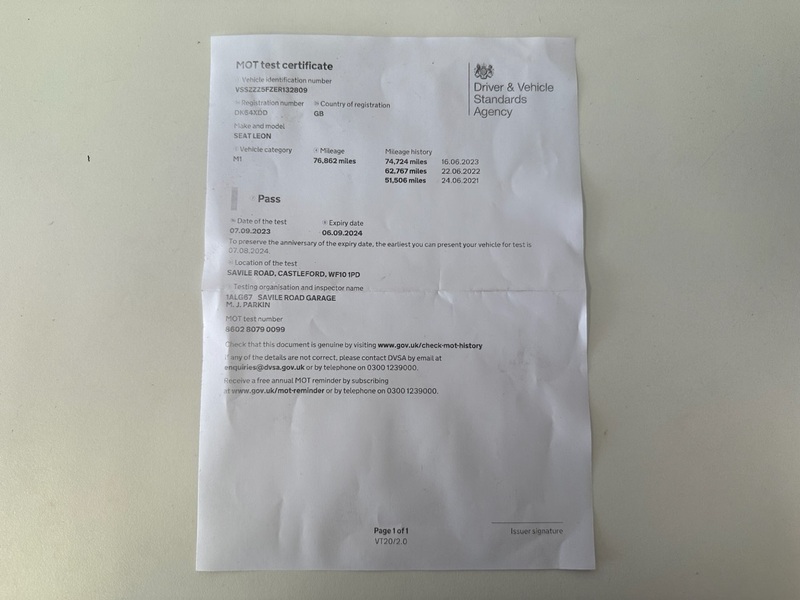 MOT test certificate
Vehicle identification number
VSSZZZ5FZER132809
Registration number Country of registration
GB
Make and model
SEAT LEON
Vehicle category Mileage Mileage history
M1 76,862 miles 74,724 miles 16.06.2023
62,767 miles 22.06.2022
51,506 miles 24.06.2021
Pass
Date of the test Expiry date
07.09.2023 06.09.2024
To preserve the anniversary of the expiry date, the earliest you can present your vehicle for test is
07.08.2024.
Location of the test
SAVILE ROAD, CASTLEFORD, WF10 1PD
Testing organisation and inspector name
SAVILE ROAD GARAGE
M. J. PARKIN
MOT test number
8602 8079 0099
Check that this document is genuine by visiting www.gov.uk/check-mot-history
If any of the details are not correct, please contact DVSA by email at
enquiries@dvsa.gov.uk or by telephone on 0300 1239000.
Receive a free annual MOT reminder by subscribing
at www.gov.uk/mot-reminder or by telephone on 0300 1239000.
Driver & Vehicle
Standards
Agency
Page 1 of 1
VT20/2.0
Issuer signature